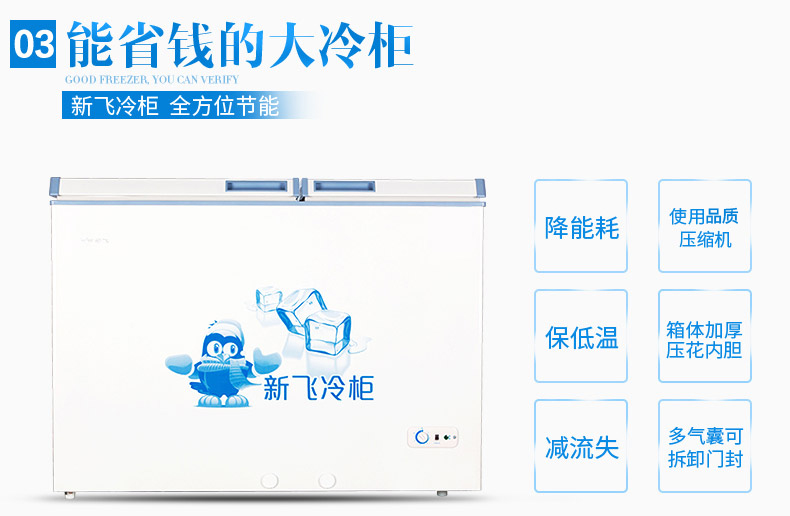 03 能省钱的大冷柜
GOOD FREEZER, YOU CAN VERIFY
新飞冷柜 全方位节能
新飞冷柜
降能耗
使用品质
压缩机
保低温
箱体加厚
压花内胆
减流失
多气囊可
拆卸门封